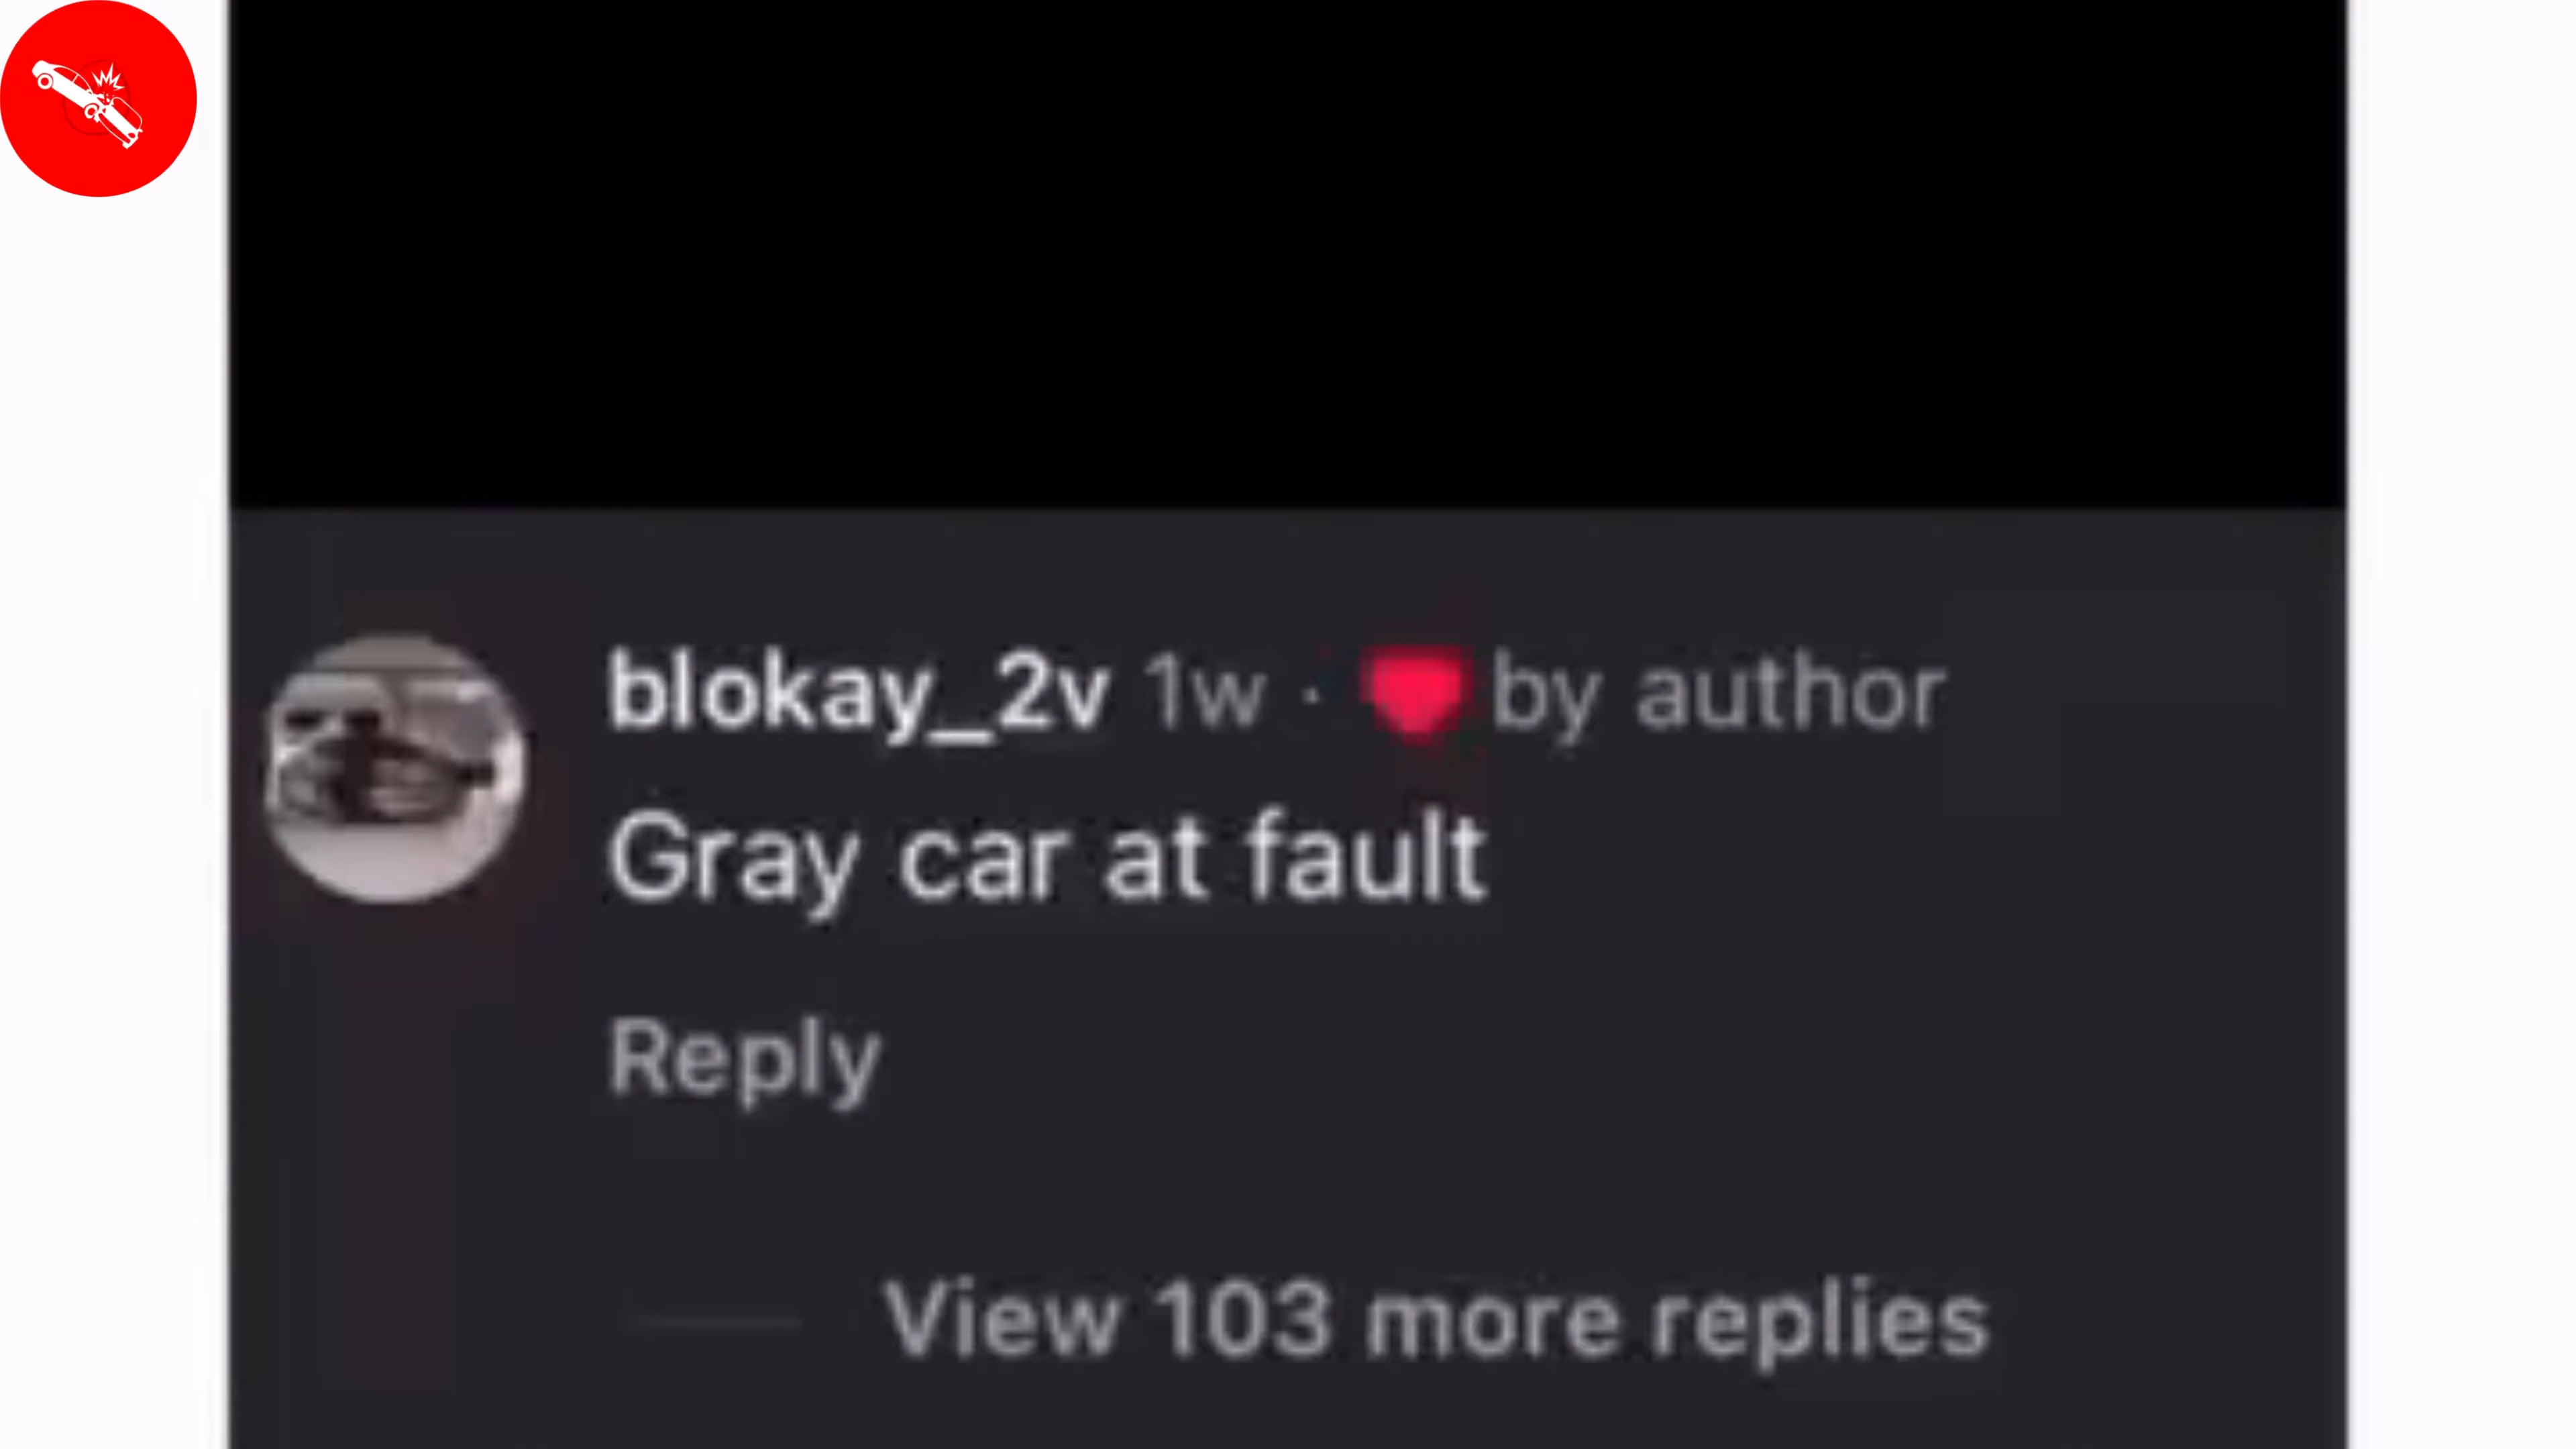 blokay_2v 1w · ❤️ by author
Gray car at fault
Reply
View 103 more replies